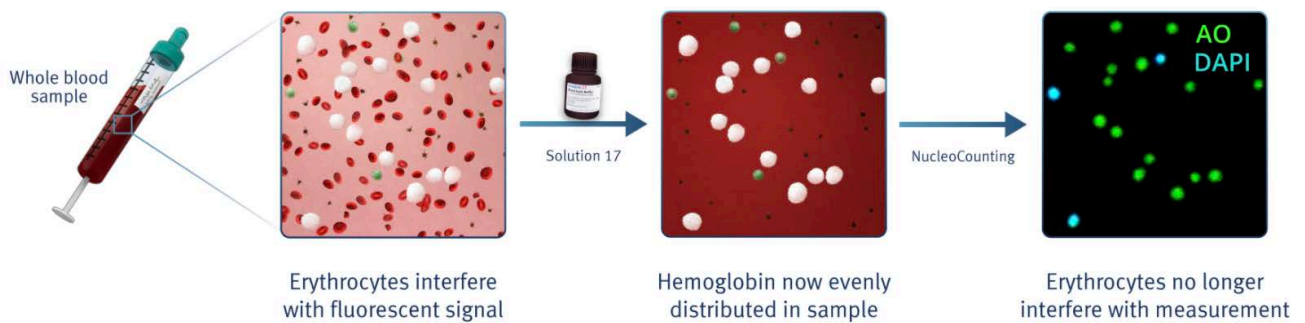 Whole blood
sample
Solution 17
NucleoCounting
AO
DAPI
Erythrocytes interfere
with fluorescent signal
Hemoglobin now evenly
distributed in sample
Erythrocytes no longer
interfere with measurement